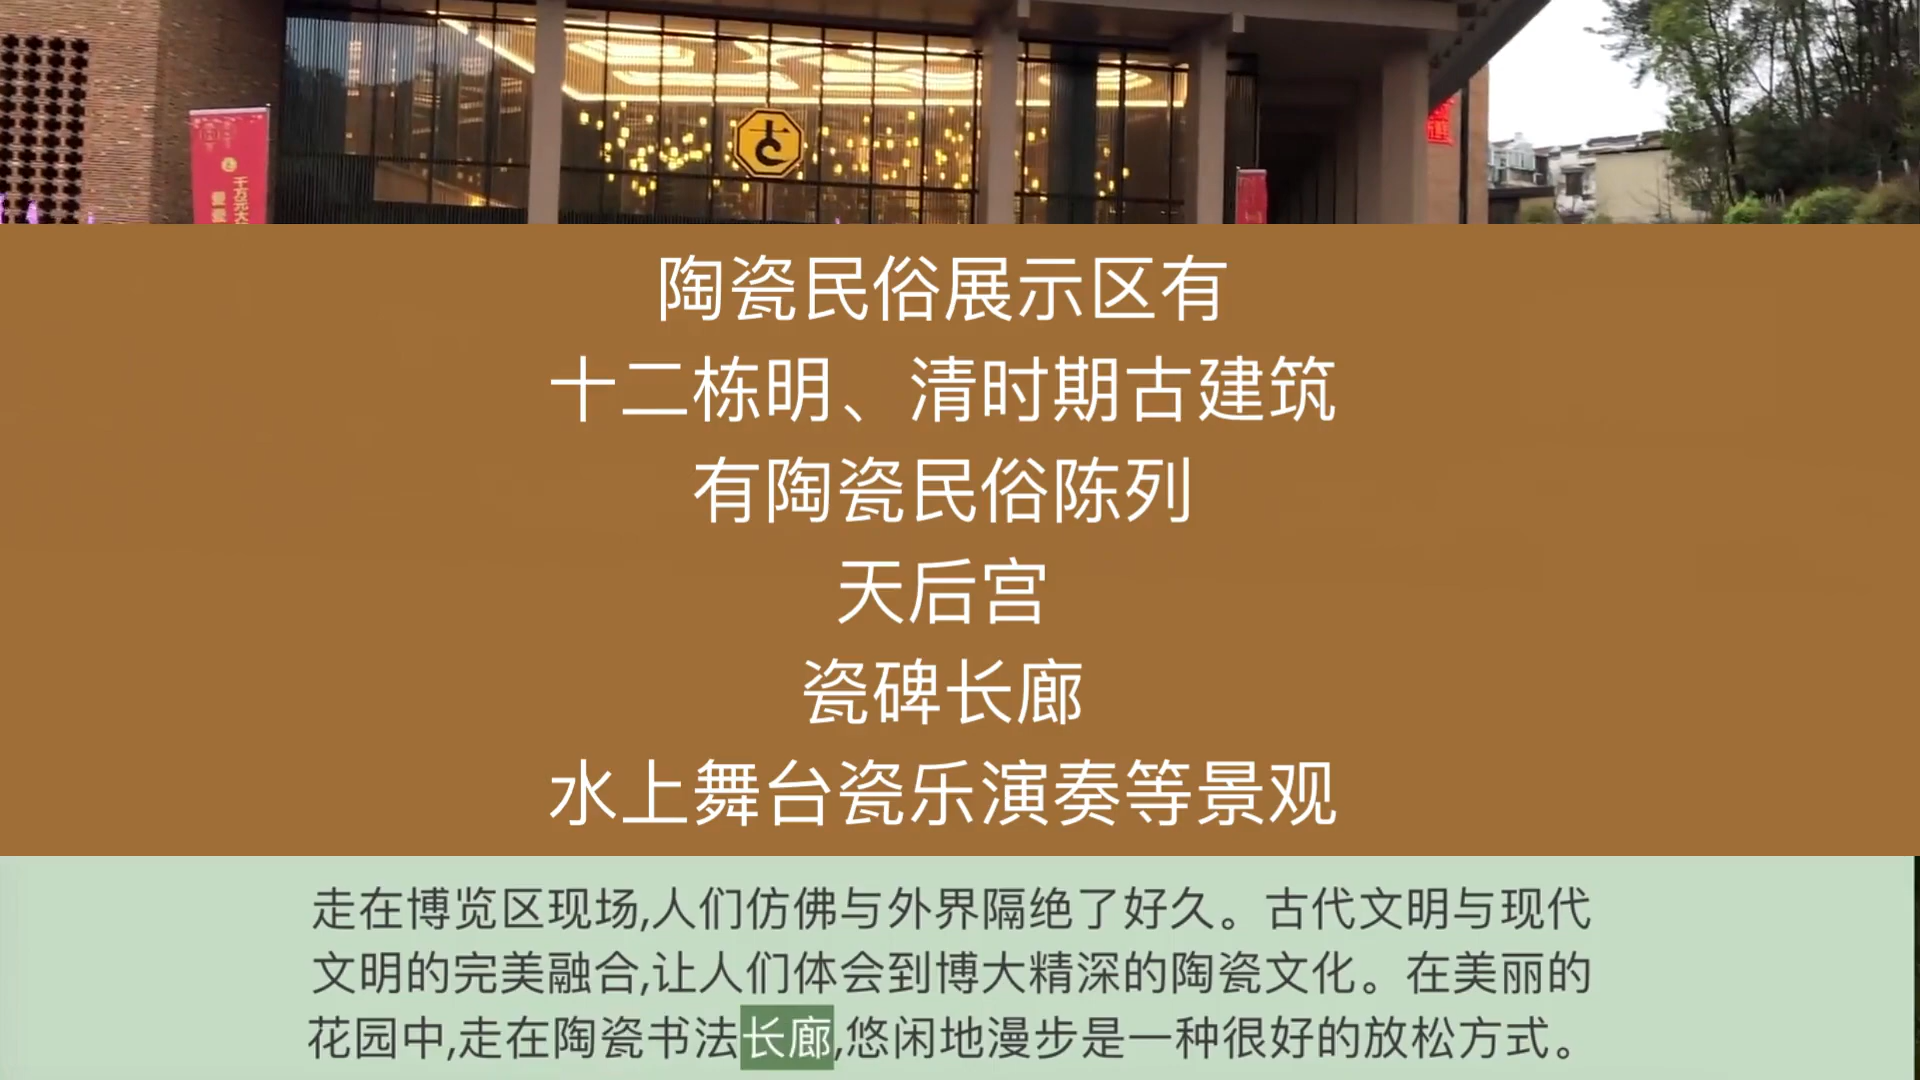 千万元大
陶瓷民俗展示区有
十二栋明、清时期古建筑
有陶瓷民俗陈列
天后宫
瓷碑长廊
水上舞台瓷乐演奏等景观
走在博览区现场,人们仿佛与外界隔绝了好久。古代文明与现代
文明的完美融合,让人们体会到博大精深的陶瓷文化。在美丽的
花园中,走在陶瓷书法长廊,悠闲地漫步是一种很好的放松方式。